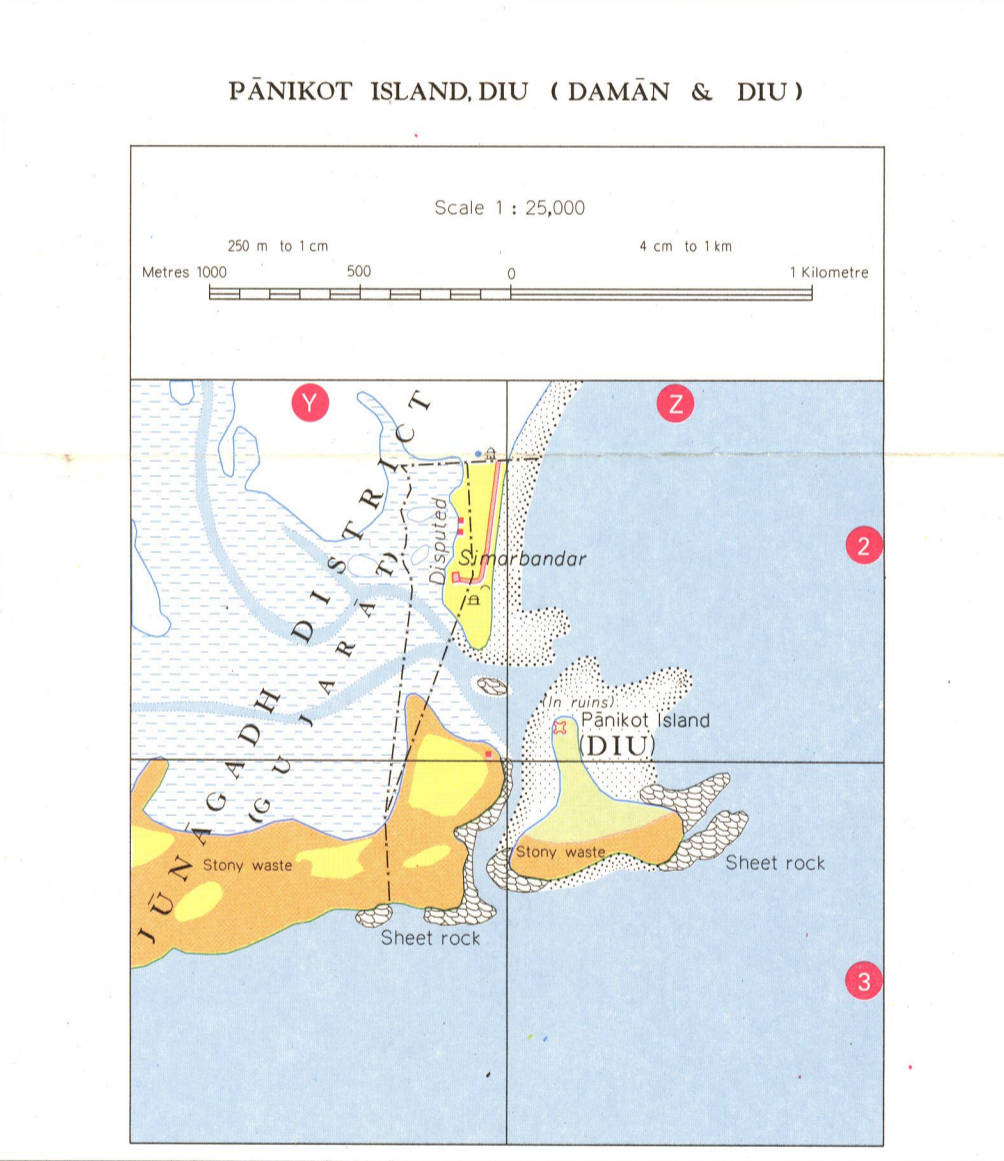 PĀNIKOT ISLAND, DIU ( DAMĀN & DIU )
Scale 1 : 25,000
250 m to 1 cm
4 cm to 1 km
Metres 1000 500 0 1 Kilometre
Y
Z
2
3
JŪNĀGADH DISTRICT
(GUJARĀT)
Disputed
Simarbandar
(In ruins)
Pānikot Island
(DIU)
Stony waste
Stony waste
Sheet rock
Sheet rock